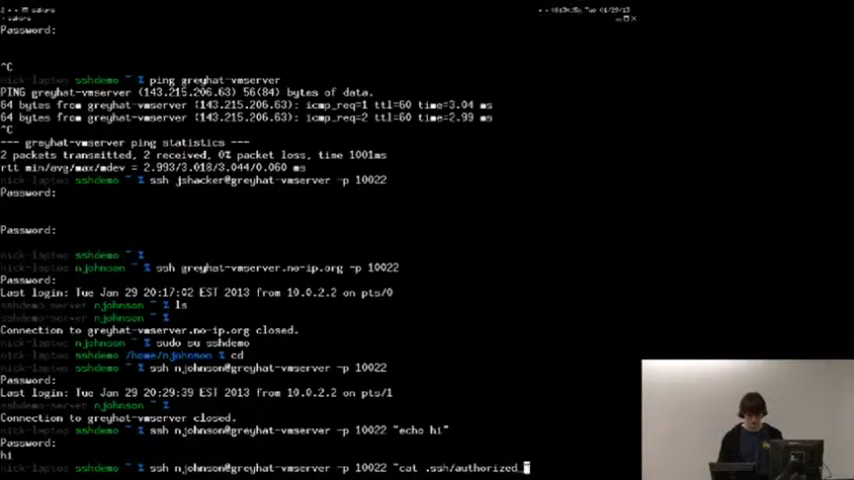 sakura
Tue 01/29/13
sakura
Password:
^C
nick-laptop sshdemo ~ % ping greyhat-vmserver
PING greyhat-vmserver (143.215.206.63) 56(84) bytes of data.
64 bytes from greyhat-vmserver (143.215.206.63): icmp_req=1 ttl=60 time=3.04 ms
64 bytes from greyhat-vmserver (143.215.206.63): icmp_req=2 ttl=60 time=2.99 ms
^C
--- greyhat-vmserver ping statistics ---
2 packets transmitted, 2 received, 0% packet loss, time 1001ms
rtt min/avg/max/mdev = 2.993/3.018/3.044/0.060 ms
nick-laptop sshdemo ~ % ssh jshacker@greyhat-vmserver -p 10022
Password:
Password:
nick-laptop sshdemo ~ %
nick-laptop njohnson ~ % ssh greyhat-vmserver.no-ip.org -p 10022
Password:
Last login: Tue Jan 29 20:17:02 EST 2013 from 10.0.2.2 on pts/0
sshdemo-server njohnson ~ % ls
sshdemo-server njohnson ~ %
Connection to greyhat-vmserver.no-ip.org closed.
nick-laptop njohnson ~ % sudo su sshdemo
nick-laptop sshdemo /home/njohnson % cd
nick-laptop sshdemo ~ % ssh njohnson@greyhat-vmserver -p 10022
Password:
Last login: Tue Jan 29 20:29:39 EST 2013 from 10.0.2.2 on pts/1
sshdemo-server njohnson ~ %
Connection to greyhat-vmserver closed.
nick-laptop sshdemo ~ % ssh njohnson@greyhat-vmserver -p 10022 "echo hi"
Password:
hi
nick-laptop sshdemo ~ % ssh njohnson@greyhat-vmserver -p 10022 "cat .ssh/authorized_"